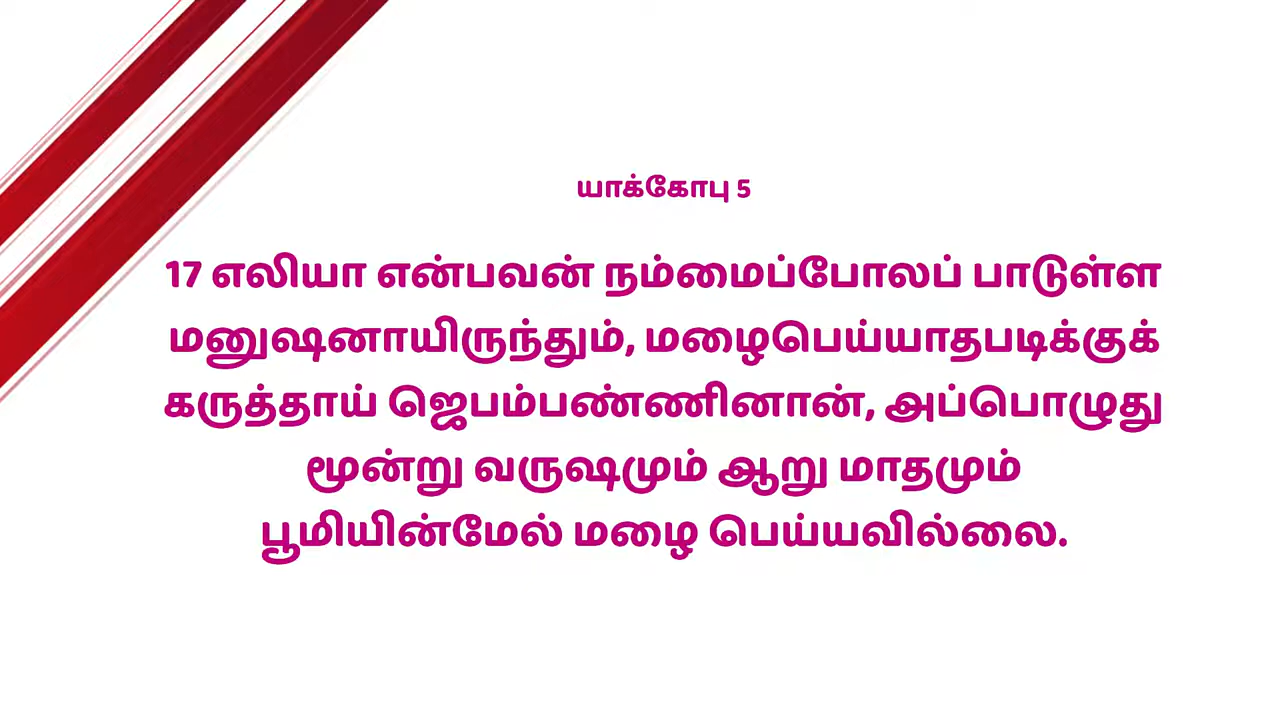 யாக்கோபு 5
17 எலியா என்பவன் நம்மைப்போலப் பாடுள்ள
மனுஷனாயிருந்தும், மழைபெய்யாதபடிக்குக்
கருத்தாய் ஜெபம்பண்ணினான், அப்பொழுது
மூன்று வருஷமும் ஆறு மாதமும்
பூமியின்மேல் மழை பெய்யவில்லை.